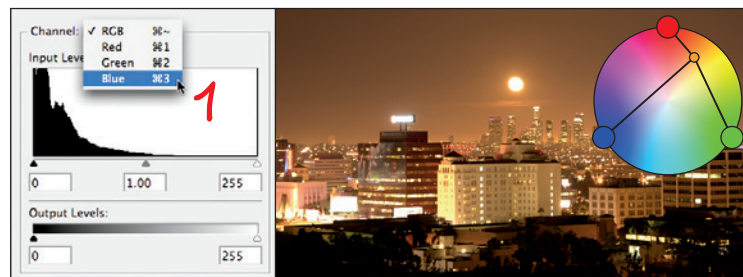 Channel: ✓ RGB ⌘~
Red ⌘1
Green ⌘2
Blue ⌘3
Input Leve
1
0 1.00 255
Output Levels:
0 255